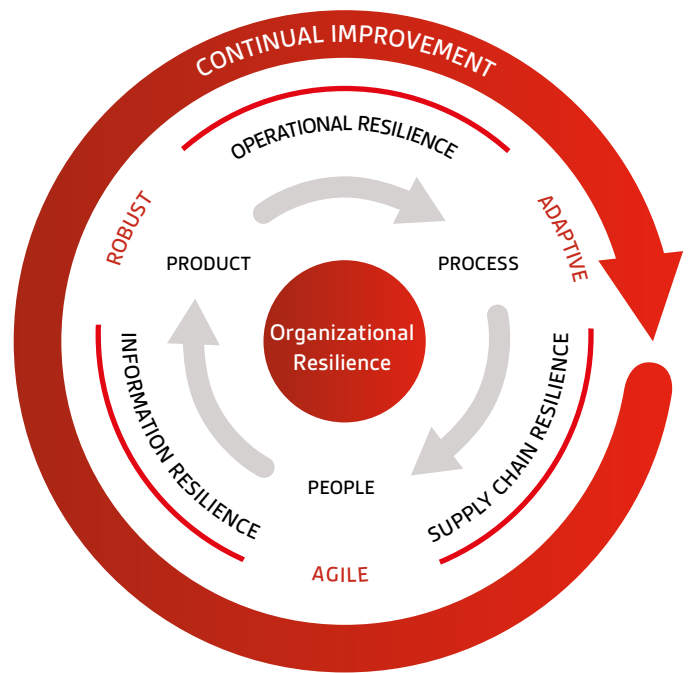 CONTINUAL IMPROVEMENT
OPERATIONAL RESILIENCE
ROBUST
ADAPTIVE
PRODUCT
PROCESS
Organizational
Resilience
INFORMATION RESILIENCE
SUPPLY CHAIN RESILIENCE
PEOPLE
AGILE